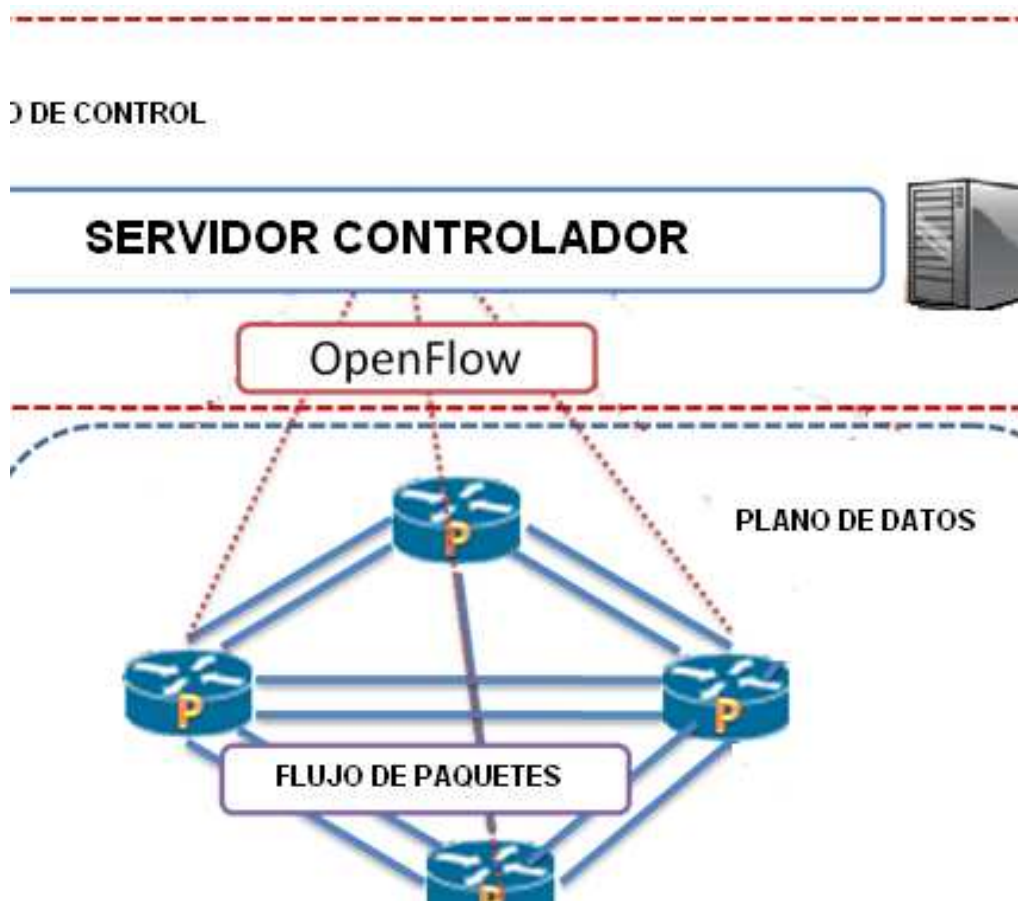 O DE CONTROL
SERVIDOR CONTROLADOR
OpenFlow
PLANO DE DATOS
P
P
P
FLUJO DE PAQUETES
P